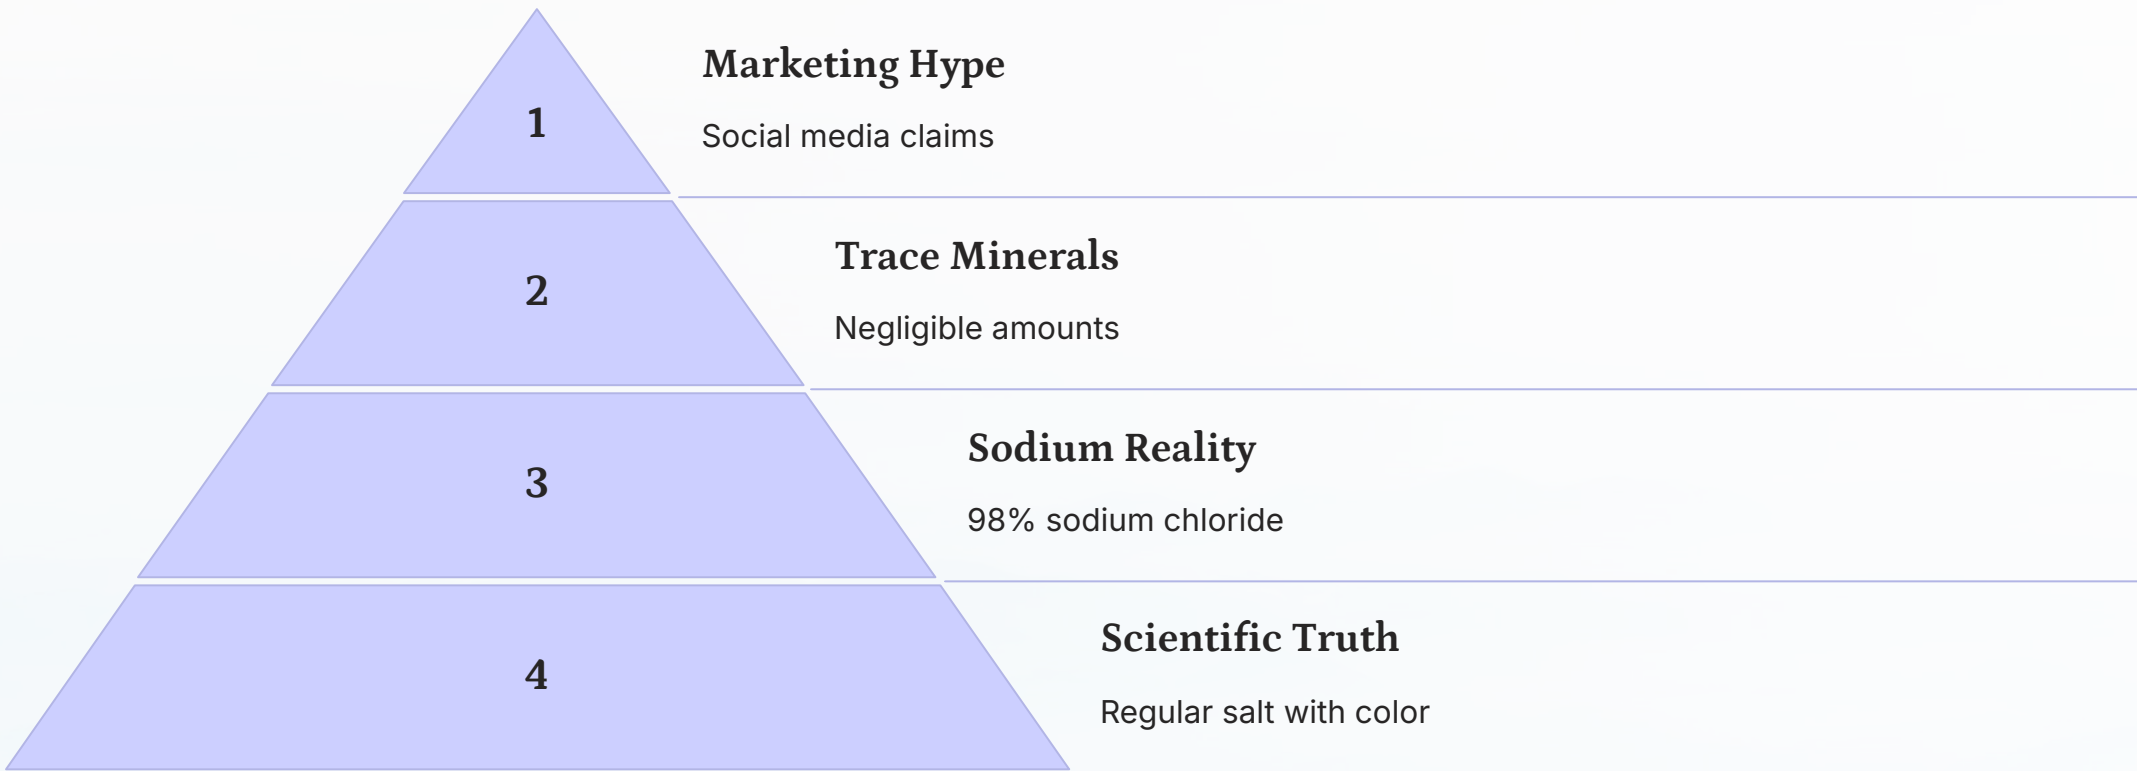 1
Marketing Hype
Social media claims
2
Trace Minerals
Negligible amounts
3
Sodium Reality
98% sodium chloride
4
Scientific Truth
Regular salt with color